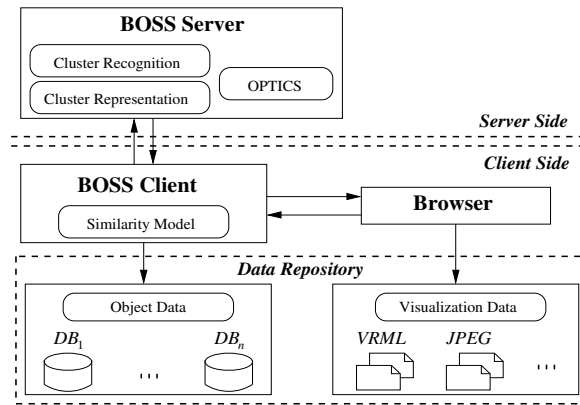 BOSS Server
Cluster Recognition
Cluster Representation
OPTICS
Server Side
Client Side
BOSS Client
Similarity Model
Browser
Data Repository
Object Data
Visualization Data
DB1
...
DBn
VRML
JPEG
...